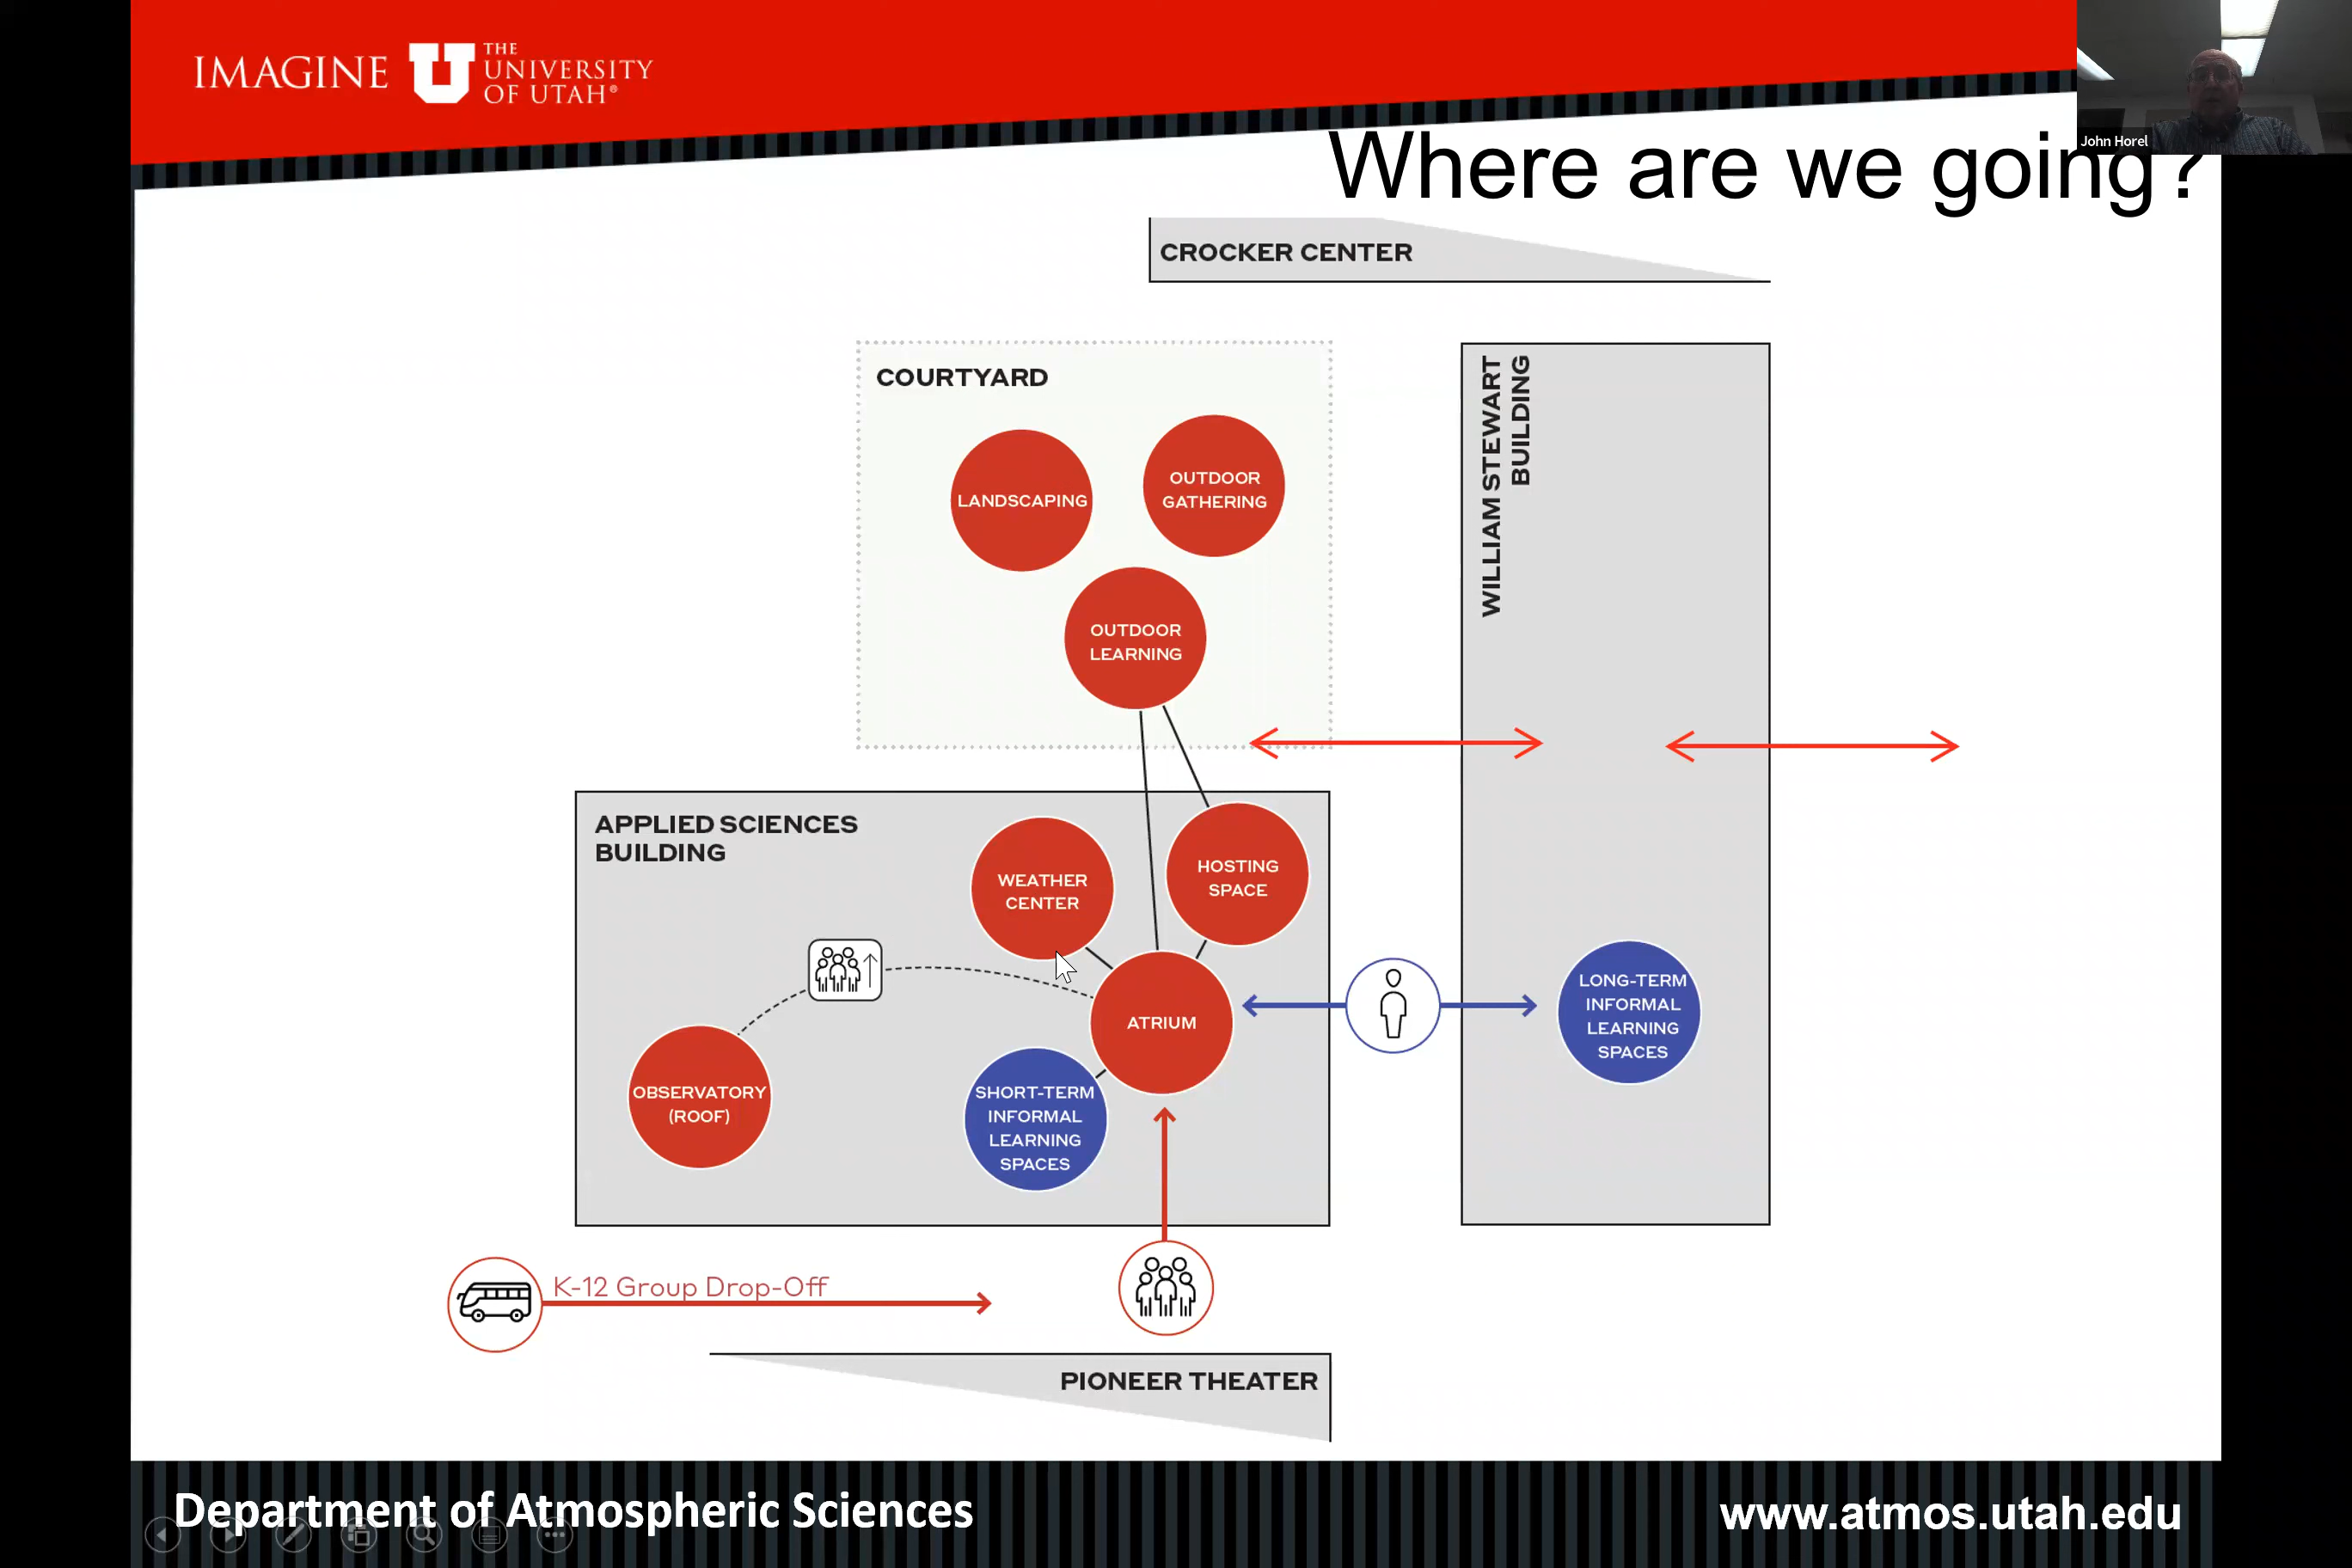 IMAGINE
THE
UNIVERSITY
OF UTAH®
John Horel
Where are we going?
CROCKER CENTER
COURTYARD
LANDSCAPING
OUTDOOR
GATHERING
OUTDOOR
LEARNING
WILLIAM STEWART
BUILDING
APPLIED SCIENCES
BUILDING
WEATHER
CENTER
HOSTING
SPACE
ATRIUM
OBSERVATORY
(ROOF)
SHORT-TERM
INFORMAL
LEARNING
SPACES
LONG-TERM
INFORMAL
LEARNING
SPACES
K-12 Group Drop-Off
PIONEER THEATER
Department of Atmospheric Sciences
www.atmos.utah.edu